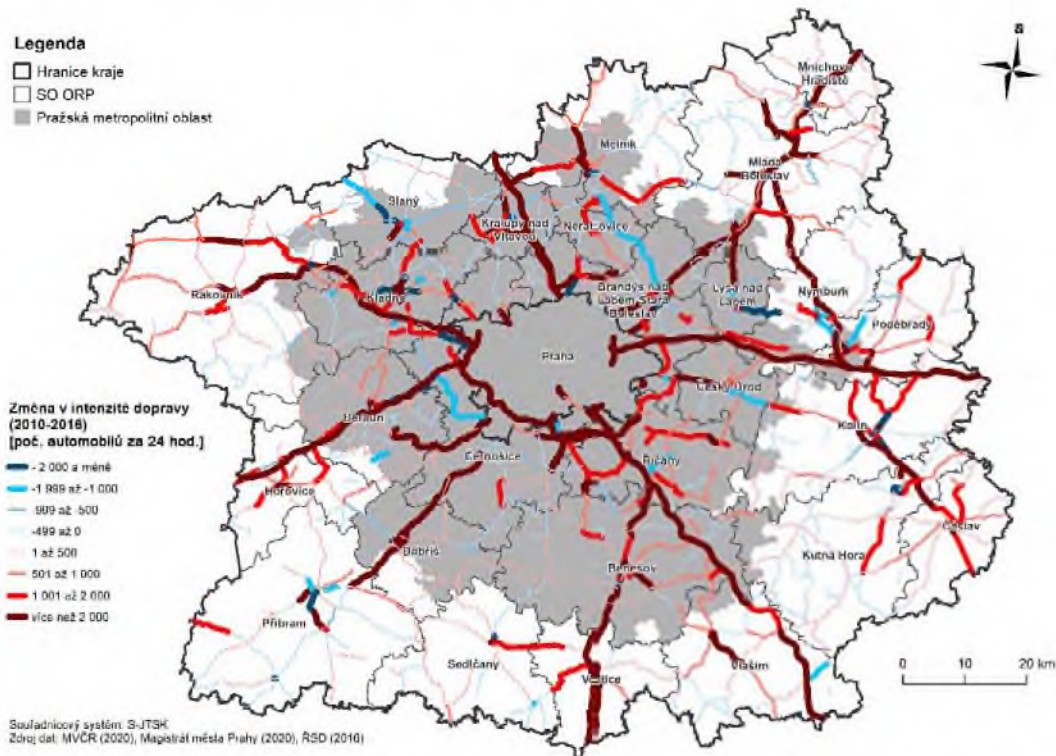 Legenda
Hranice kraje
SO ORP
Pražská metropolitní oblast
Mnichovo
Hradiště
Mělník
Mladá
Boleslav
Slaný
Kralupy nad
Vltavou
Neratovice
Rakovník
Kladno
Brandýs nad
Labem-Stará
Boleslav
Lysá nad
Labem
Nymburk
Poděbrady
Praha
Český Brod
Kolín
Beroun
Černošice
Říčany
Hořovice
Kutná Hora
Čáslav
Dobříš
Benešov
Příbram
Sedlčany
Votice
Vlašim
Změna v intenzitě dopravy
(2010-2016)
[poč. automobilů za 24 hod.]
- 2 000 a méně
-1 999 až -1 000
-999 až -500
-499 až 0
1 až 500
501 až 1 000
1 001 až 2 000
více než 2 000
0 10 20 km
Souřadnicový systém: S-JTSK
Zdroj dat: MVČR (2020), Magistrát města Prahy (2020), ŘSD (2016)